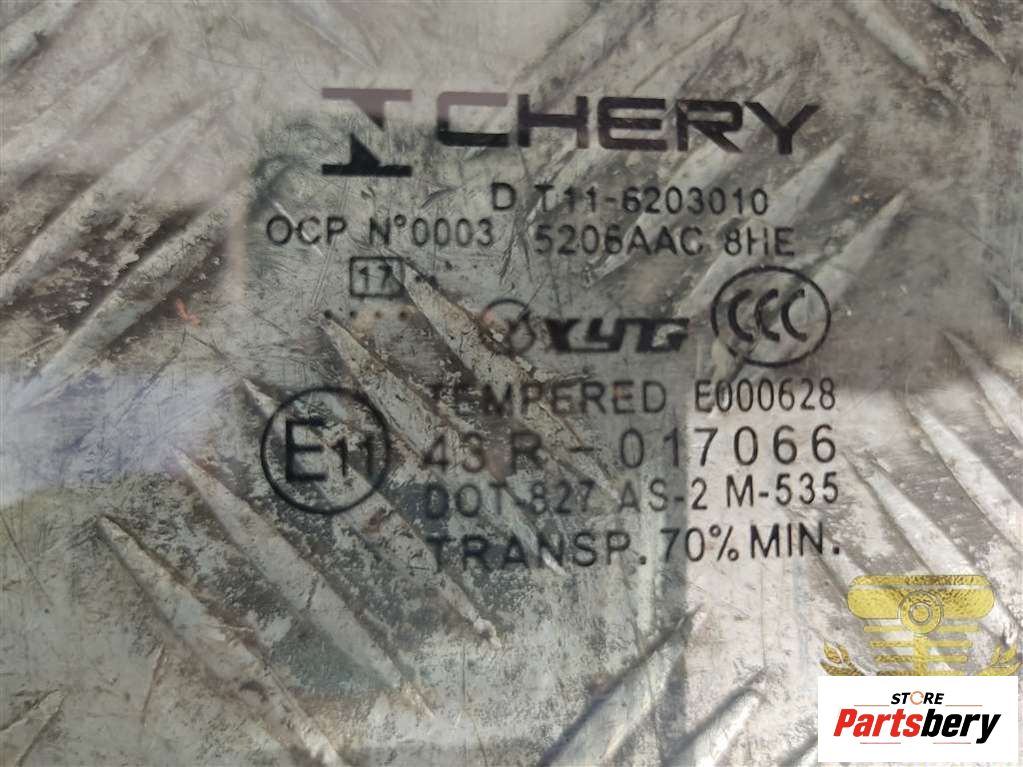 CHERY
D T11-6203010
OCP N°0003 5206AAC 8HE
17
XYG CCC
TEMPERED E000628
E11 43 R - 017066
DOT-827 AS-2 M-535
TRANSP. 70% MIN.
STORE
Partsbery